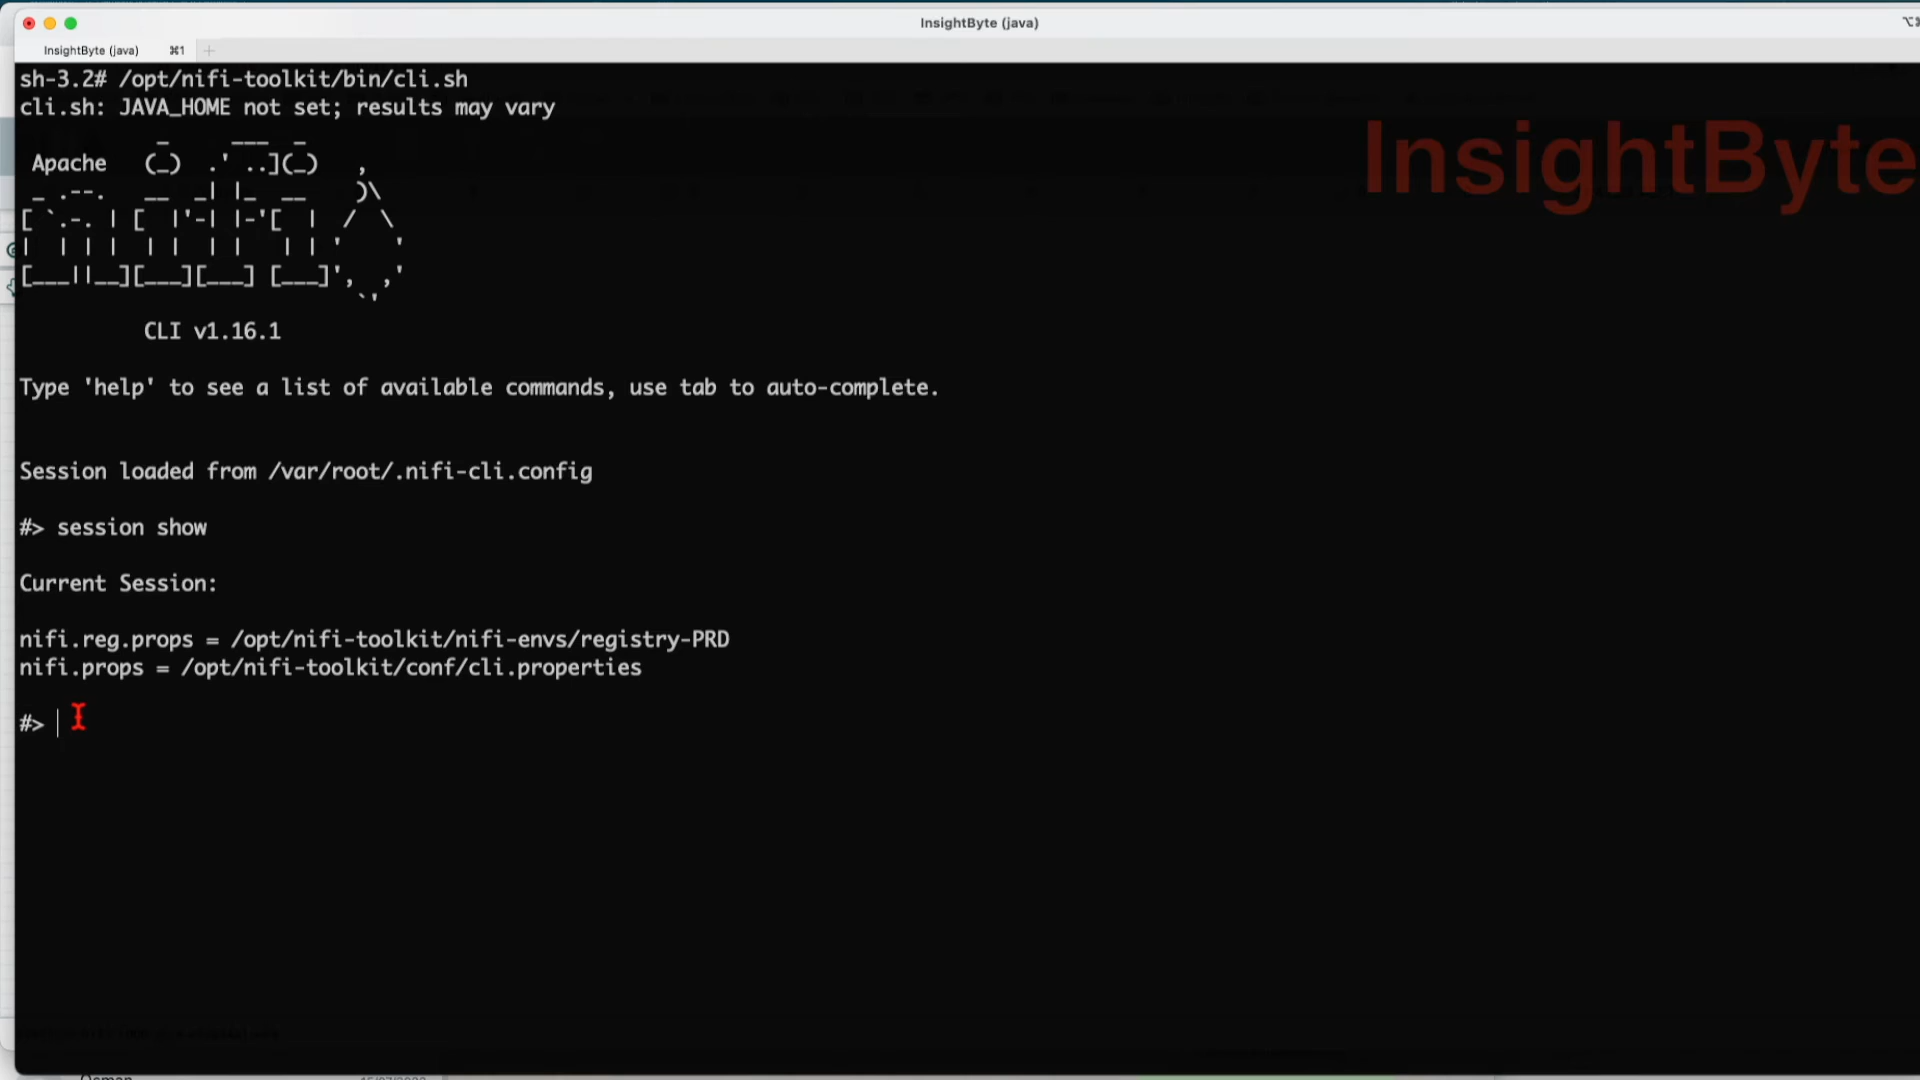 InsightByte (java)
InsightByte (java) ⌘1
sh-3.2# /opt/nifi-toolkit/bin/cli.sh
cli.sh: JAVA_HOME not set; results may vary
InsightByte
Apache
CLI v1.16.1
Type 'help' to see a list of available commands, use tab to auto-complete.
Session loaded from /var/root/.nifi-cli.config
#> session show
Current Session:
nifi.reg.props = /opt/nifi-toolkit/nifi-envs/registry-PRD
nifi.props = /opt/nifi-toolkit/conf/cli.properties
#>